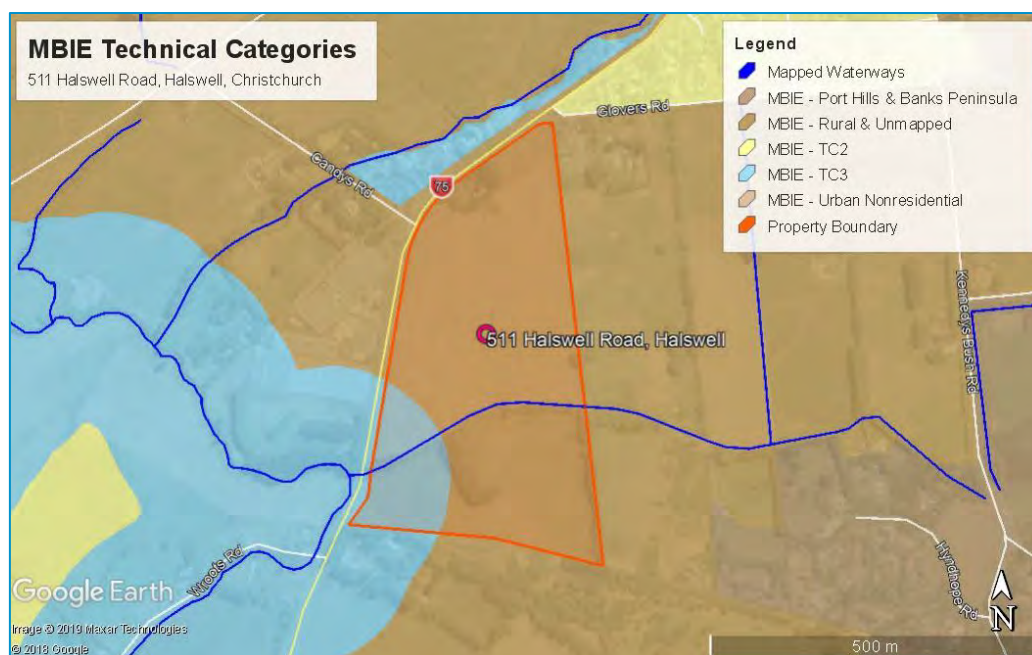 MBIE Technical Categories
511 Halswell Road, Halswell, Christchurch
Legend
Mapped Waterways
MBIE - Port Hills & Banks Peninsula
MBIE - Rural & Unmapped
MBIE - TC2
MBIE - TC3
MBIE - Urban Nonresidential
Property Boundary
Glovers Rd
Candys Rd
75
Kennedys Bush Rd
511 Halswell Road, Halswell
Wroots Rd
Hyndhope Rd
Google Earth
Image © 2019 Maxar Technologies
© 2018 Google
N
500 m